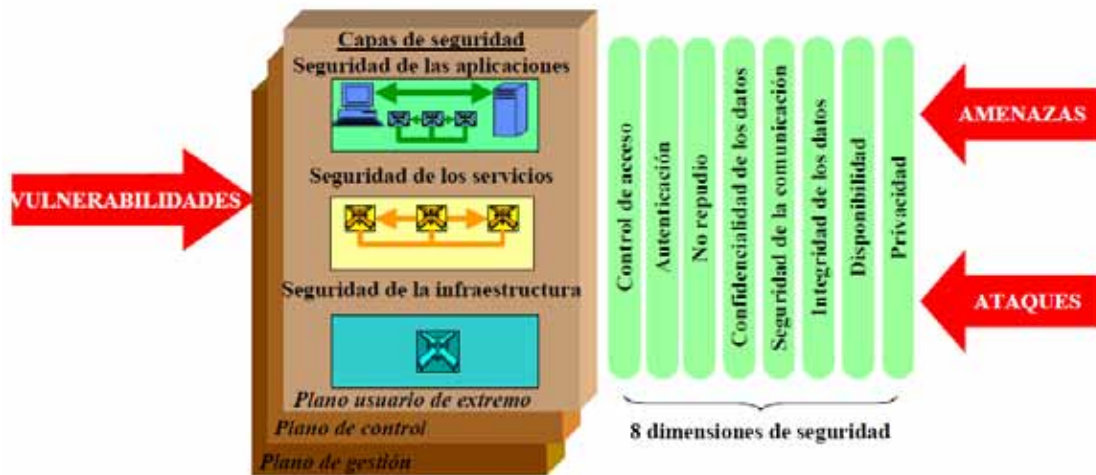 Capas de seguridad
Seguridad de las aplicaciones
Seguridad de los servicios
Seguridad de la infraestructura
Plano usuario de extremo
Plano de control
Plano de gestión
VULNERABILIDADES
Control de acceso
Autenticación
No repudio
Confidencialidad de los datos
Seguridad de la comunicación
Integridad de los datos
Disponibilidad
Privacidad
8 dimensiones de seguridad
AMENAZAS
ATAQUES